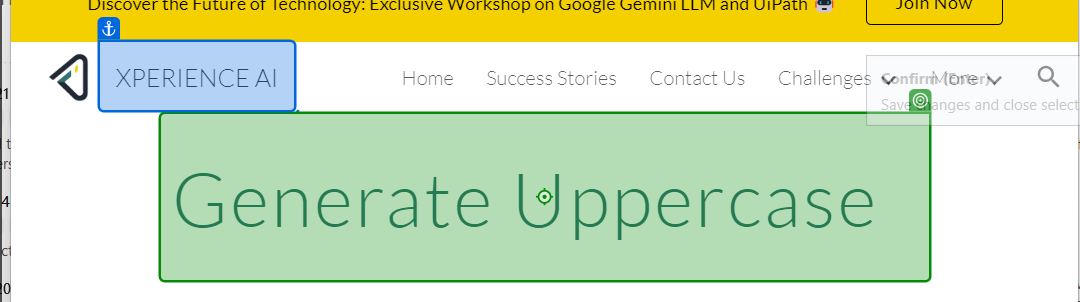 Discover the Future of Technology: Exclusive Workshop on Google Gemini LLM and UiPath
Join Now
XPERIENCE AI
Home
Success Stories
Contact Us
Challenges
More
Confirm (Enter)
Save changes and close select
Generate Uppercase